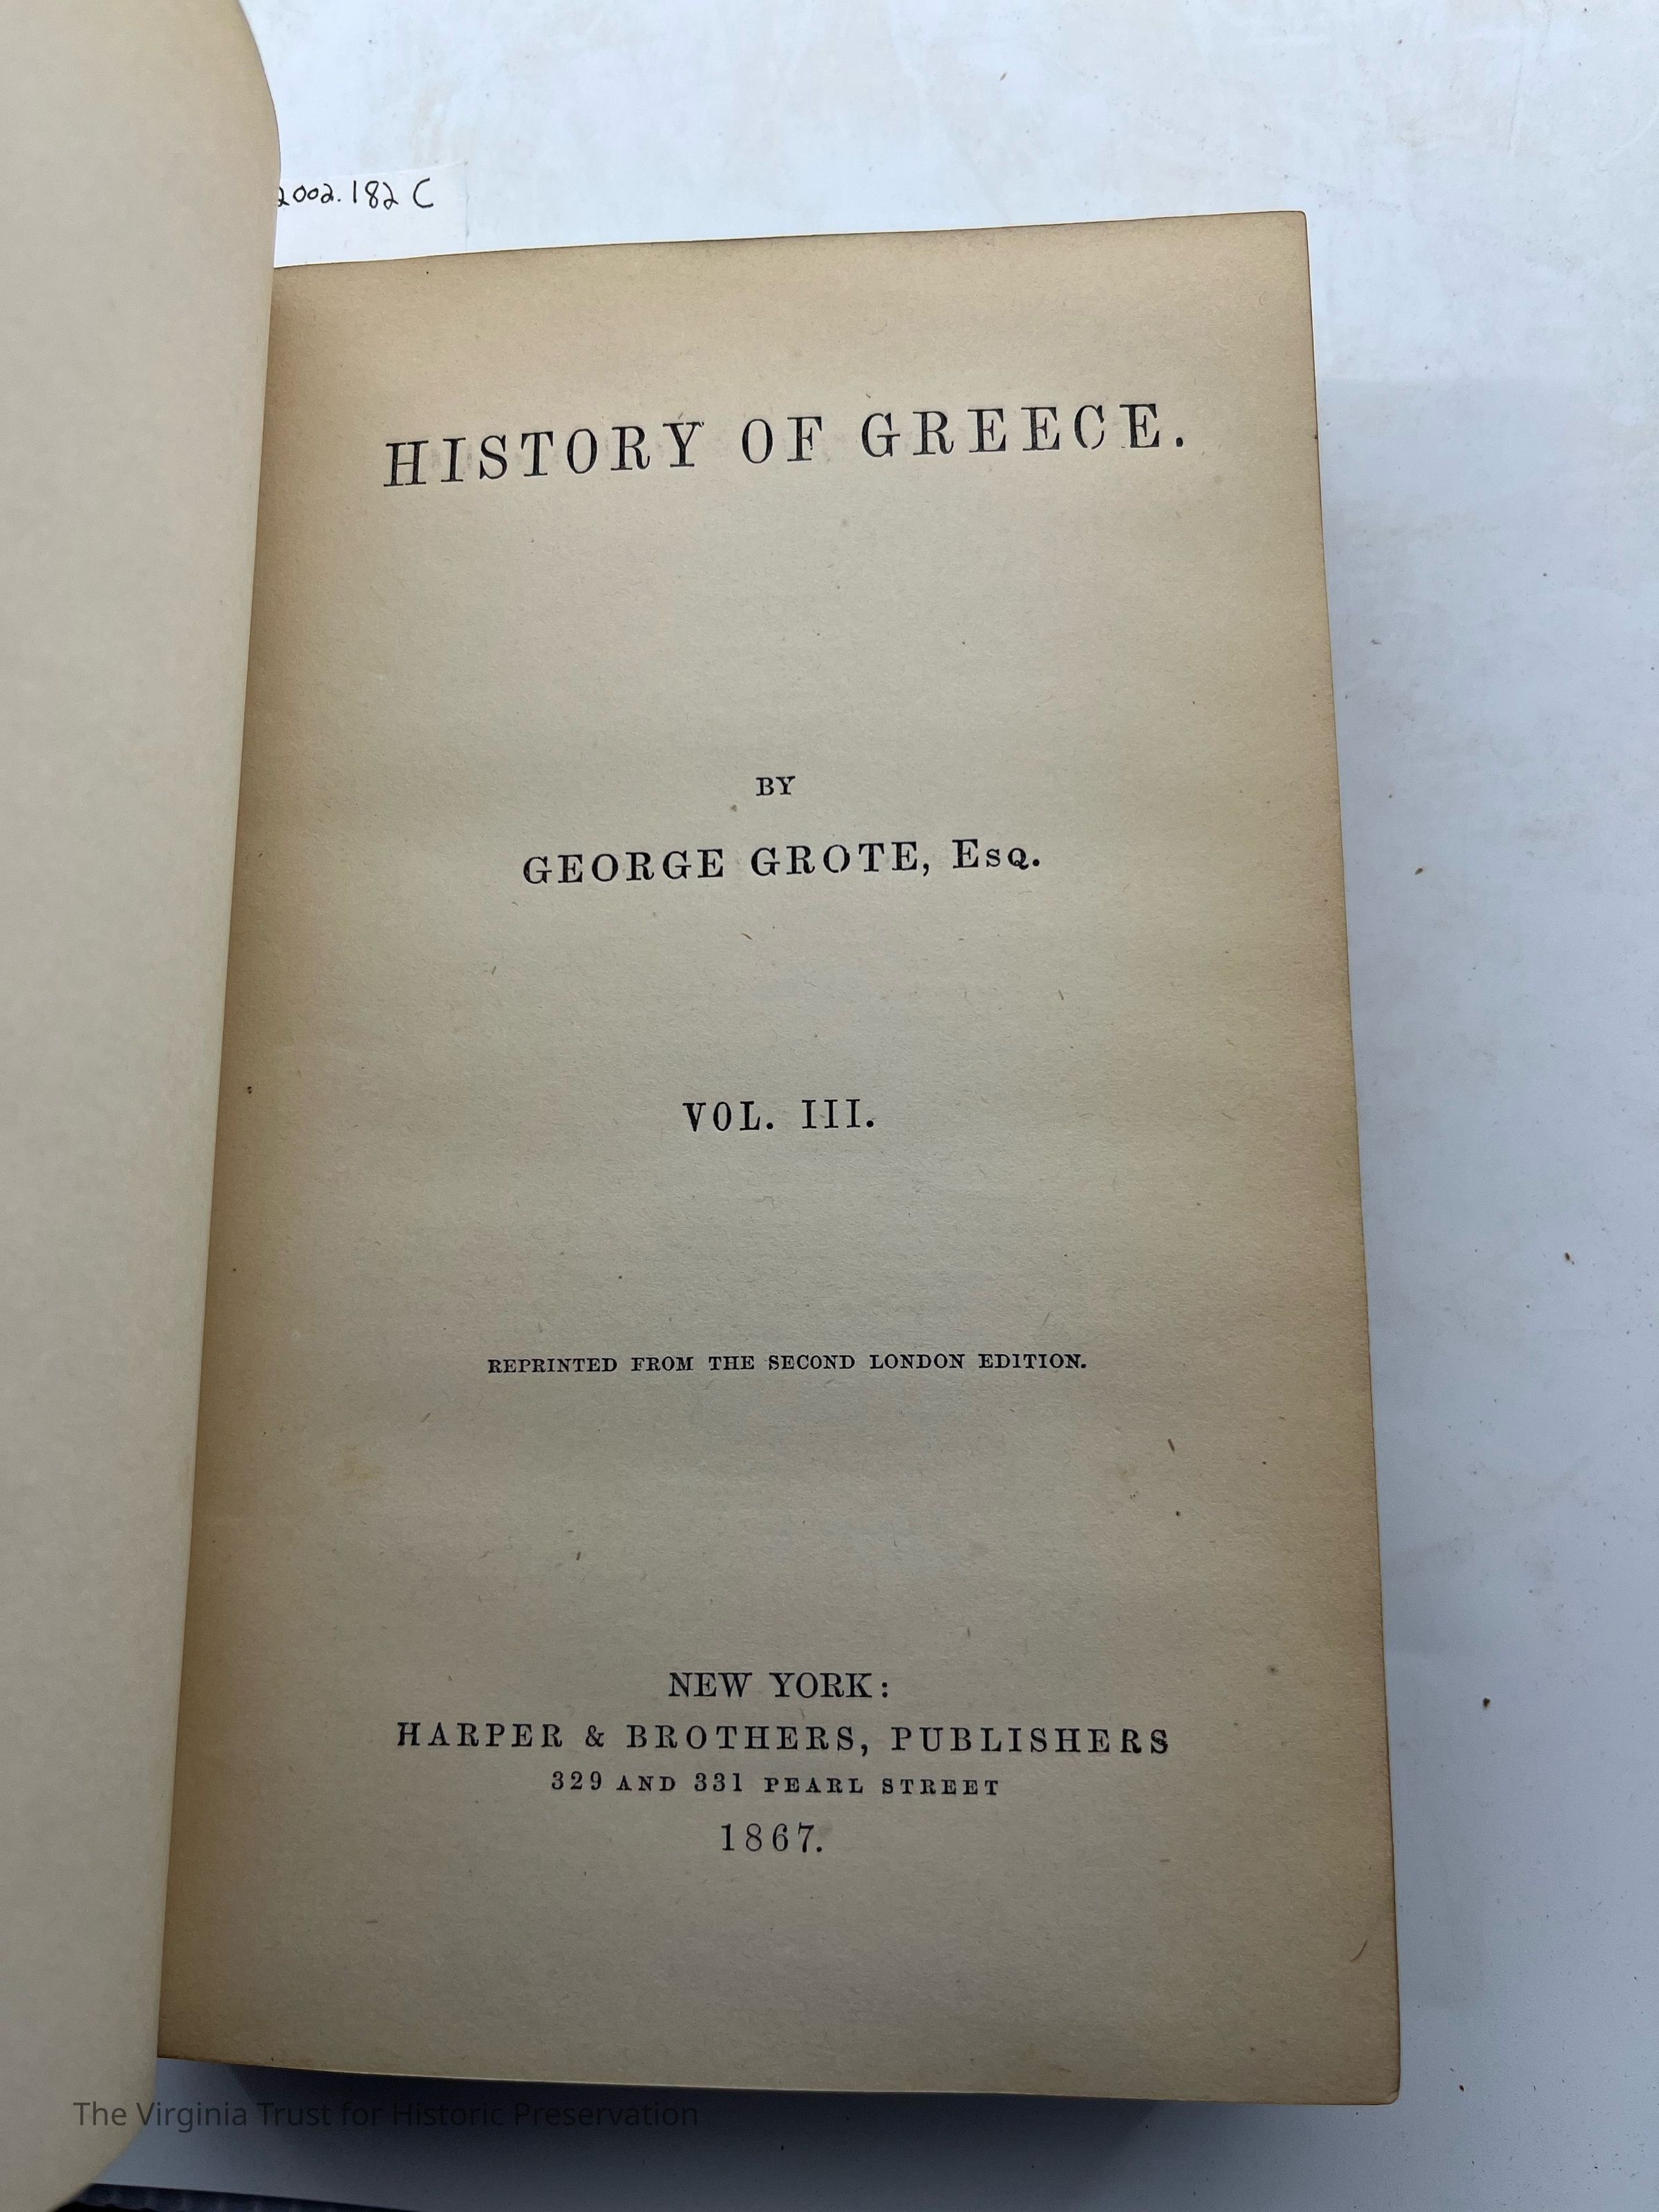 2002.182 C
HISTORY OF GREECE.
BY
GEORGE GROTE, Esq.
VOL. III.
REPRINTED FROM THE SECOND LONDON EDITION.
NEW YORK:
HARPER & BROTHERS, PUBLISHERS
329 AND 331 PEARL STREET
1867.
The Virginia Trust for Historic Preservation